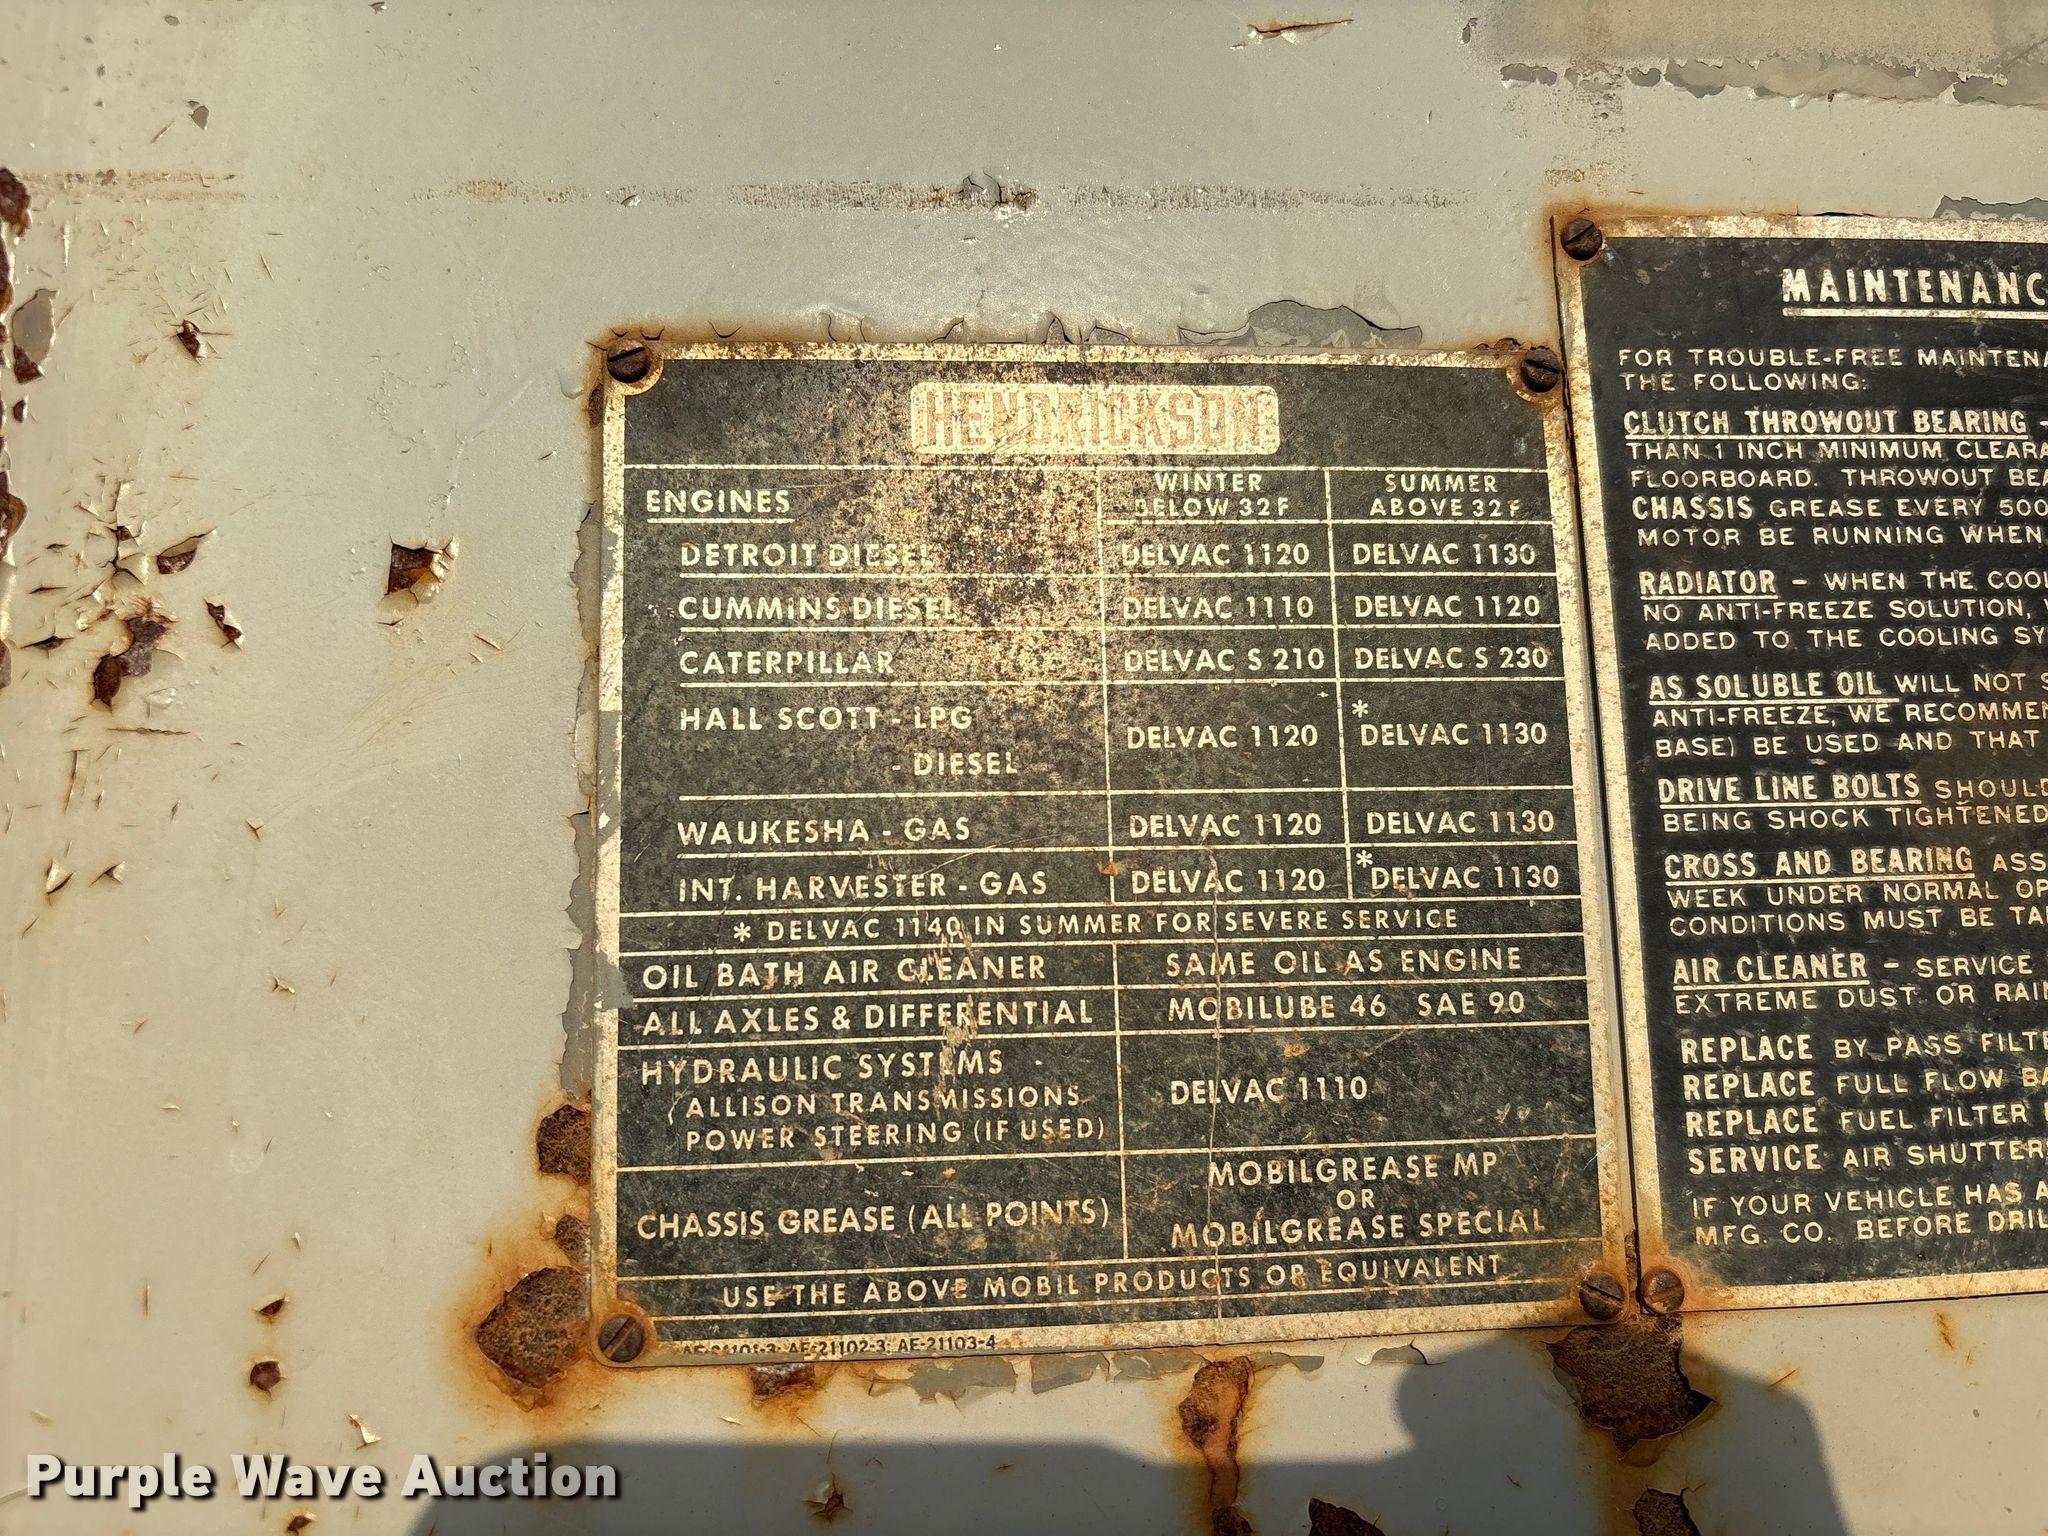 HENDRICKSON
ENGINES WINTER BELOW 32 F SUMMER ABOVE 32 F
DETROIT DIESEL DELVAC 1120 DELVAC 1130
CUMMINS DIESEL DELVAC 1110 DELVAC 1120
CATERPILLAR DELVAC S 210 DELVAC S 230
HALL SCOTT - LPG
- DIESEL DELVAC 1120 * DELVAC 1130
WAUKESHA - GAS DELVAC 1120 DELVAC 1130
INT. HARVESTER - GAS DELVAC 1120 * DELVAC 1130
* DELVAC 1140 IN SUMMER FOR SEVERE SERVICE
OIL BATH AIR CLEANER SAME OIL AS ENGINE
ALL AXLES & DIFFERENTIAL MOBILUBE 46 SAE 90
HYDRAULIC SYSTEMS -
ALLISON TRANSMISSIONS DELVAC 1110
POWER STEERING (IF USED)
CHASSIS GREASE (ALL POINTS) MOBILGREASE MP
OR
MOBILGREASE SPECIAL
USE THE ABOVE MOBIL PRODUCTS OR EQUIVALENT
AE-21102-3; AE-21103-4
MAINTENANC
FOR TROUBLE-FREE MAINTENA
THE FOLLOWING:
CLUTCH THROWOUT BEARING -
THAN 1 INCH MINIMUM CLEARA
FLOORBOARD. THROWOUT BEA
CHASSIS GREASE EVERY 500
MOTOR BE RUNNING WHEN
RADIATOR - WHEN THE COOL
NO ANTI-FREEZE SOLUTION,
ADDED TO THE COOLING SY
AS SOLUBLE OIL WILL NOT
ANTI-FREEZE, WE RECOMMEN
BASE) BE USED AND THAT
DRIVE LINE BOLTS SHOULD
BEING SHOCK TIGHTENED
CROSS AND BEARING ASS
WEEK UNDER NORMAL OP
CONDITIONS MUST BE TA
AIR CLEANER - SERVICE
EXTREME DUST OR RAIN
REPLACE BY PASS FILTE
REPLACE FULL FLOW BA
REPLACE FUEL FILTER
SERVICE AIR SHUTTERS
IF YOUR VEHICLE HAS A
MFG. CO. BEFORE DRIL
Purple Wave Auction